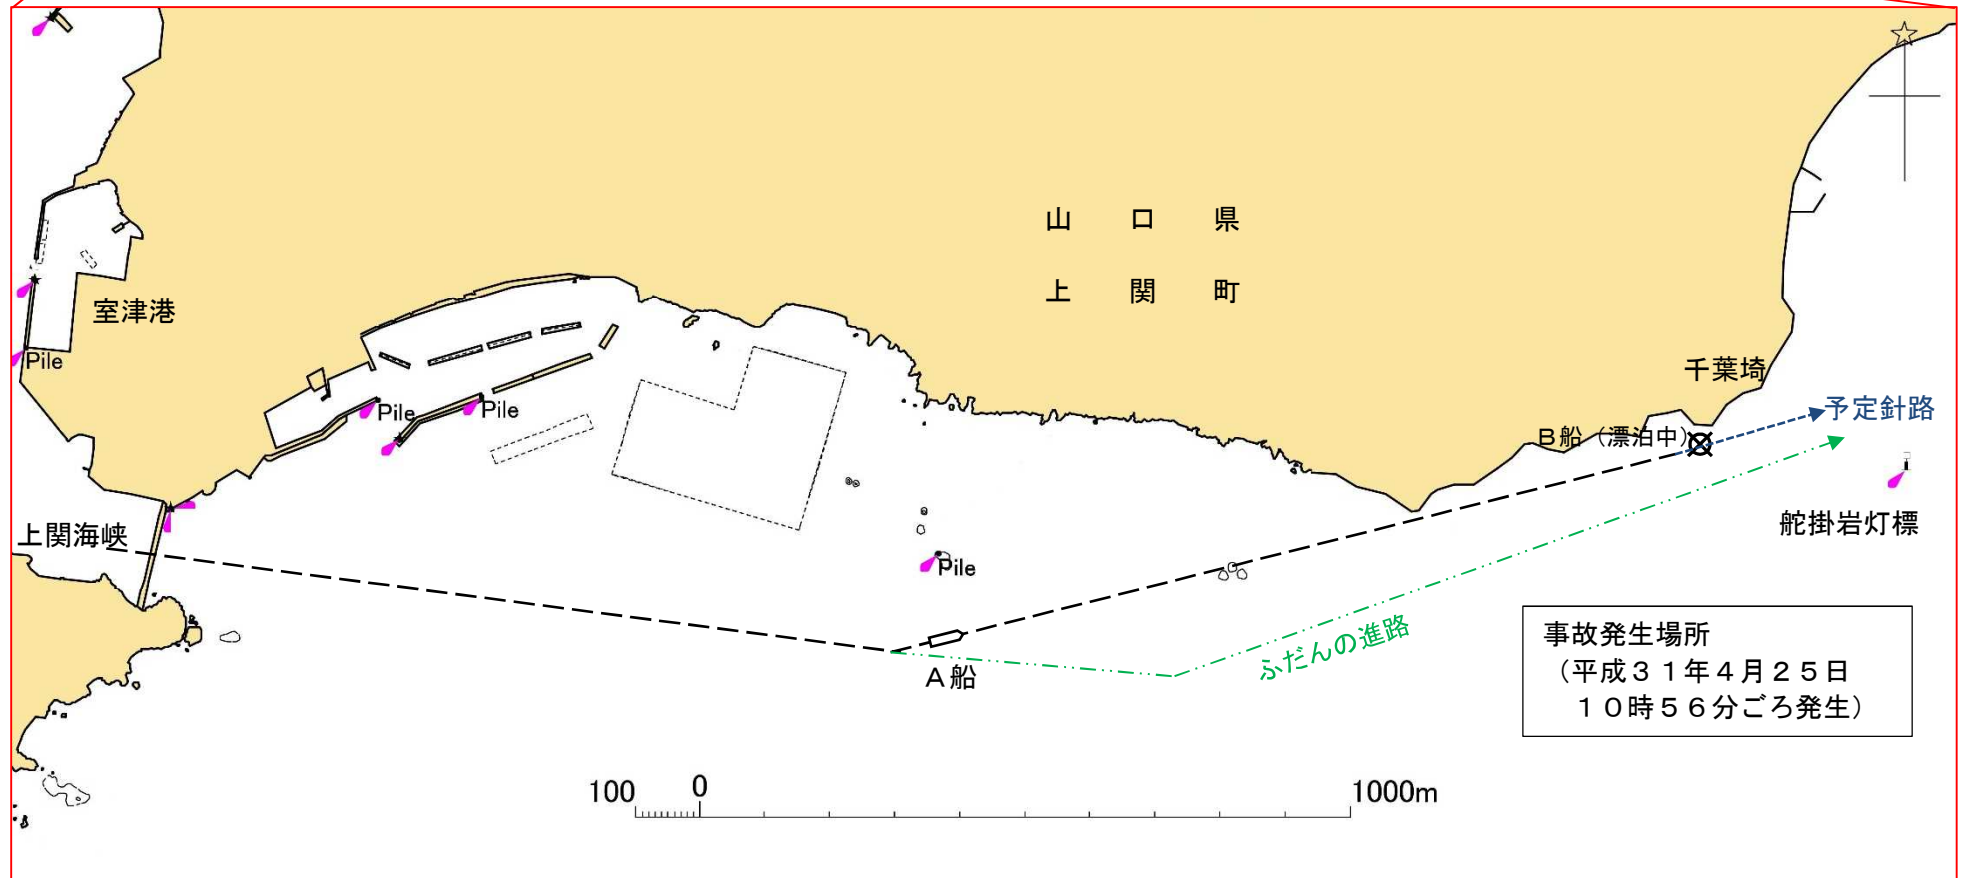 山口県
上関町
室津港
Pile
千葉埼
Pile
Pile
予定針路
B船（漂泊中）
上関海峡
舵掛岩灯標
Pile
ふだんの進路
A船
事故発生場所
（平成３１年４月２５日
１０時５６分ごろ発生）
100 0 1000m